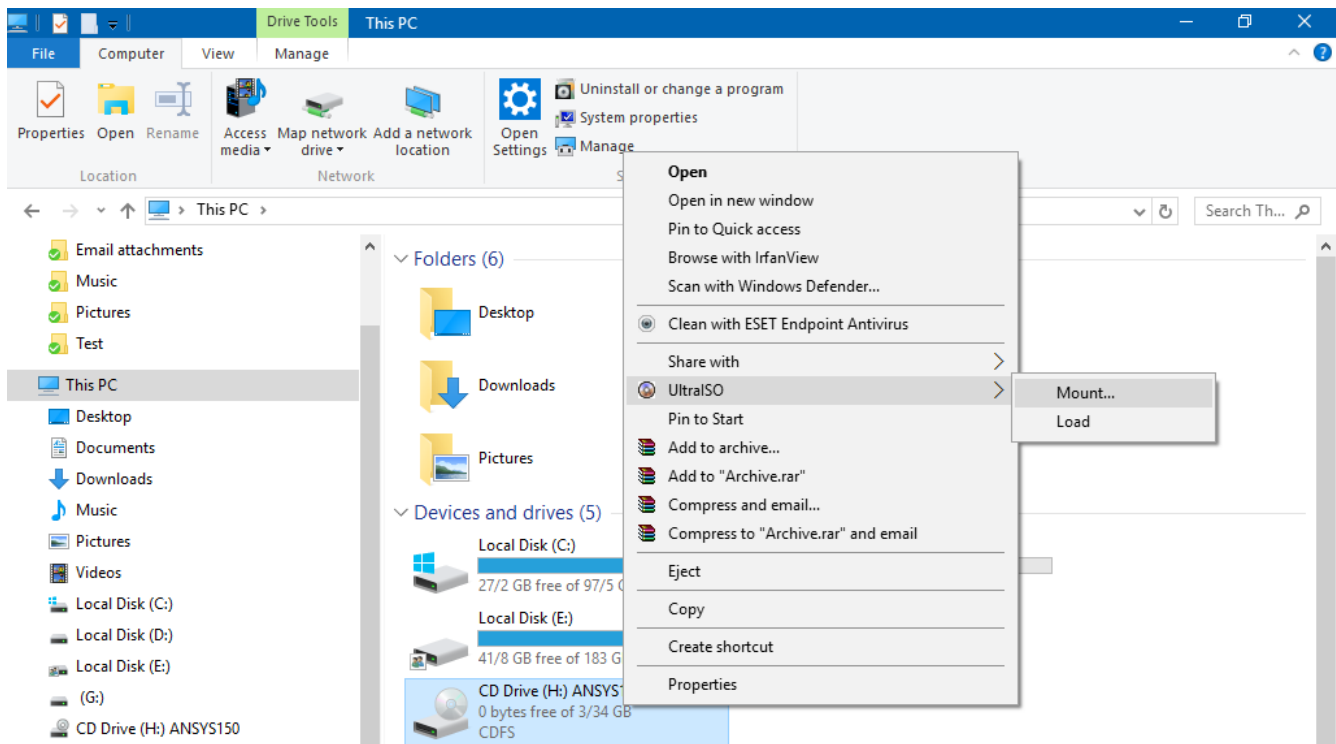 Drive Tools
This PC
File
Computer
View
Manage
Properties
Open
Rename
Access media
Map network drive
Add a network location
Open Settings
Uninstall or change a program
System properties
Manage
Location
Network
S
This PC
Search Th...
Email attachments
Music
Pictures
Test
This PC
Desktop
Documents
Downloads
Music
Pictures
Videos
Local Disk (C:)
Local Disk (D:)
Local Disk (E:)
(G:)
CD Drive (H:) ANSYS150
Folders (6)
Desktop
Downloads
Pictures
Devices and drives (5)
Local Disk (C:)
27/2 GB free of 97/5 G
Local Disk (E:)
41/8 GB free of 183 G
CD Drive (H:) ANSYS1
0 bytes free of 3/34 GB
CDFS
Open
Open in new window
Pin to Quick access
Browse with IrfanView
Scan with Windows Defender...
Clean with ESET Endpoint Antivirus
Share with
UltraISO
Pin to Start
Add to archive...
Add to "Archive.rar"
Compress and email...
Compress to "Archive.rar" and email
Eject
Copy
Create shortcut
Properties
Mount...
Load